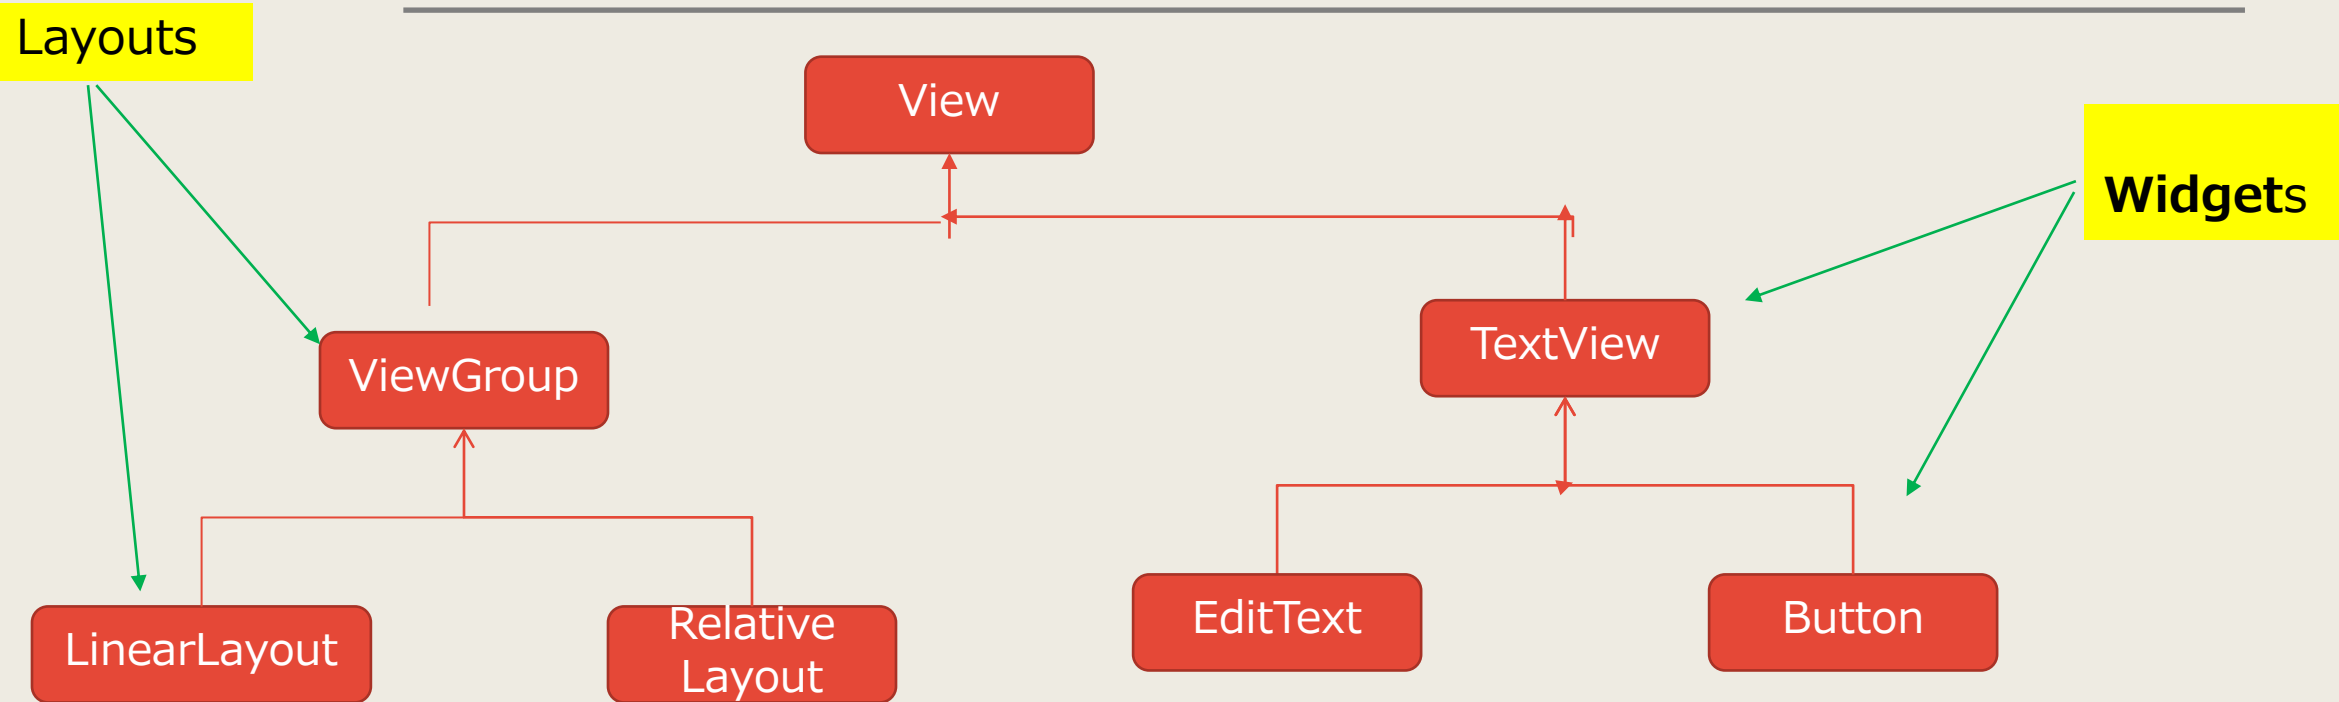 Layouts
View
Widgets
ViewGroup
TextView
LinearLayout
Relative
Layout
EditText
Button